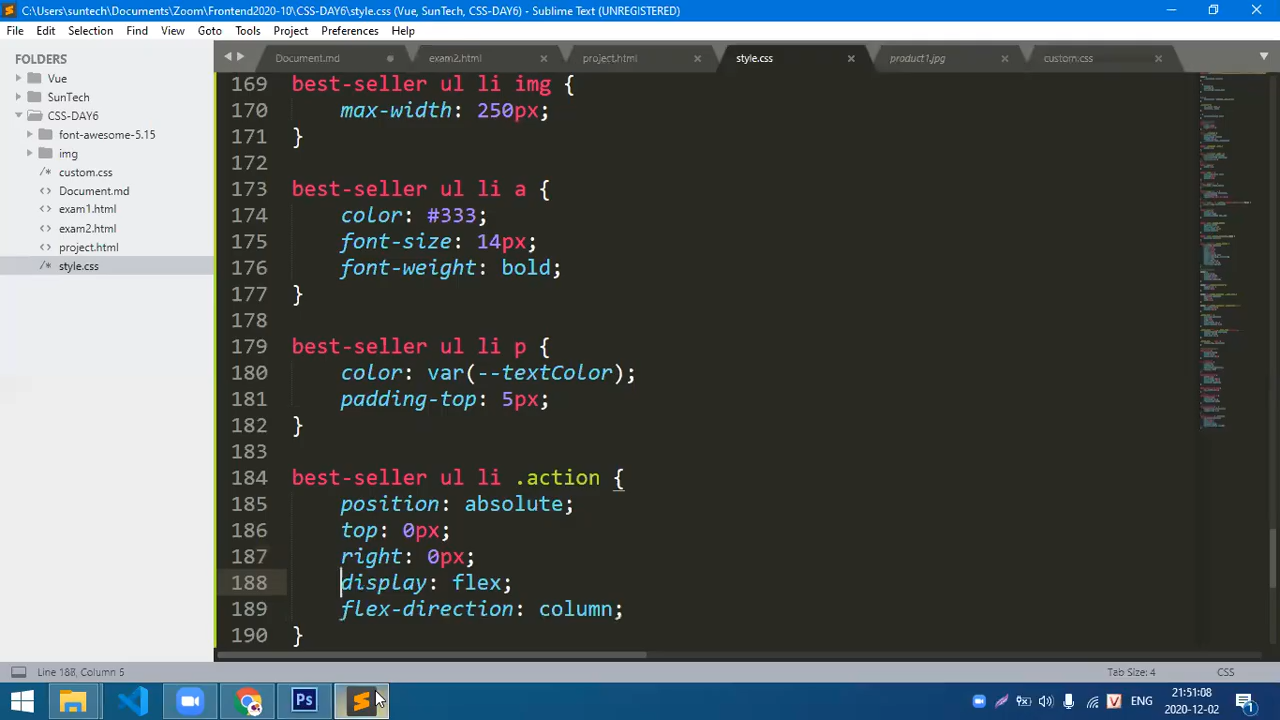 C:\Users\suntech\Documents\Zoom\Frontend2020-10\CSS-DAY6\style.css (Vue, SunTech, CSS-DAY6) - Sublime Text (UNREGISTERED)
File Edit Selection Find View Goto Tools Project Preferences Help
FOLDERS
Vue
SunTech
CSS-DAY6
font-awesome-5.15
img
custom.css
Document.md
exam1.html
exam2.html
project.html
style.css
Document.md exam2.html project.html style.css product1.jpg custom.css
169 best-seller ul li img {
170 max-width: 250px;
171 }
172
173 best-seller ul li a {
174 color: #333;
175 font-size: 14px;
176 font-weight: bold;
177 }
178
179 best-seller ul li p {
180 color: var(--textColor);
181 padding-top: 5px;
182 }
183
184 best-seller ul li .action {
185 position: absolute;
186 top: 0px;
187 right: 0px;
188 display: flex;
189 flex-direction: column;
190 }
Line 188, Column 5 Tab Size: 4 CSS
Ps
V ENG
21:51:08
2020-12-02
1